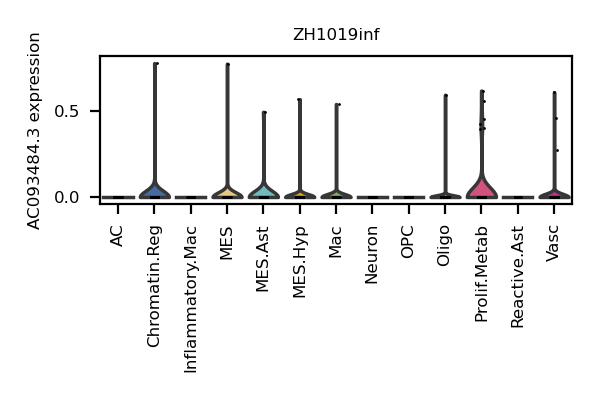 ZH1019inf
AC093484.3 expression
0.5
0.0
AC
Chromatin.Reg
Inflammatory.Mac
MES
MES.Ast
MES.Hyp
Mac
Neuron
OPC
Oligo
Prolif.Metab
Reactive.Ast
Vasc